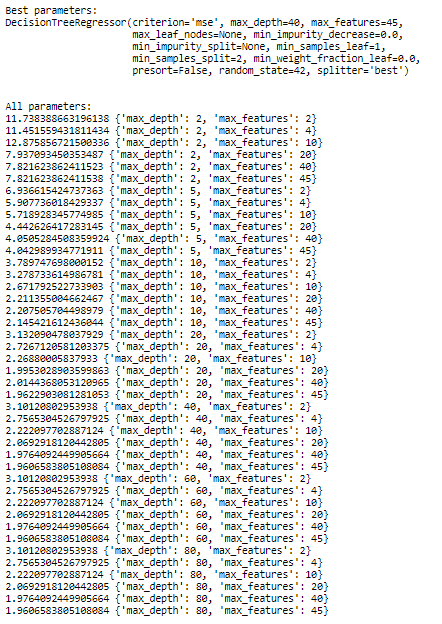 Best parameters:
DecisionTreeRegressor(criterion='mse', max_depth=40, max_features=45,
max_leaf_nodes=None, min_impurity_decrease=0.0,
min_impurity_split=None, min_samples_leaf=1,
min_samples_split=2, min_weight_fraction_leaf=0.0,
presort=False, random_state=42, splitter='best')
All parameters:
11.738388663196138 {'max_depth': 2, 'max_features': 2}
11.451559431811434 {'max_depth': 2, 'max_features': 4}
12.875856721500336 {'max_depth': 2, 'max_features': 10}
7.937093450353487 {'max_depth': 2, 'max_features': 20}
7.821623862411523 {'max_depth': 2, 'max_features': 40}
7.821623862411538 {'max_depth': 2, 'max_features': 45}
6.936615424737363 {'max_depth': 5, 'max_features': 2}
5.907736018429337 {'max_depth': 5, 'max_features': 4}
5.718928345774985 {'max_depth': 5, 'max_features': 10}
4.442626417283145 {'max_depth': 5, 'max_features': 20}
4.0505284508359924 {'max_depth': 5, 'max_features': 40}
4.042989934771911 {'max_depth': 5, 'max_features': 45}
3.789747698000152 {'max_depth': 10, 'max_features': 2}
3.278733614986781 {'max_depth': 10, 'max_features': 4}
2.671792522733903 {'max_depth': 10, 'max_features': 10}
2.211355004662467 {'max_depth': 10, 'max_features': 20}
2.207505704498979 {'max_depth': 10, 'max_features': 40}
2.145421612436044 {'max_depth': 10, 'max_features': 45}
3.132090478037929 {'max_depth': 20, 'max_features': 2}
2.7267120581203375 {'max_depth': 20, 'max_features': 4}
2.26880005837933 {'max_depth': 20, 'max_features': 10}
1.9953028903599863 {'max_depth': 20, 'max_features': 20}
2.0144368053120965 {'max_depth': 20, 'max_features': 40}
1.9622903081281053 {'max_depth': 20, 'max_features': 45}
3.10120802953938 {'max_depth': 40, 'max_features': 2}
2.7565304526797925 {'max_depth': 40, 'max_features': 4}
2.222097702887124 {'max_depth': 40, 'max_features': 10}
2.0692918120442805 {'max_depth': 40, 'max_features': 20}
1.9764092449905664 {'max_depth': 40, 'max_features': 40}
1.9606583805108084 {'max_depth': 40, 'max_features': 45}
3.10120802953938 {'max_depth': 60, 'max_features': 2}
2.7565304526797925 {'max_depth': 60, 'max_features': 4}
2.222097702887124 {'max_depth': 60, 'max_features': 10}
2.0692918120442805 {'max_depth': 60, 'max_features': 20}
1.9764092449905664 {'max_depth': 60, 'max_features': 40}
1.9606583805108084 {'max_depth': 60, 'max_features': 45}
3.10120802953938 {'max_depth': 80, 'max_features': 2}
2.7565304526797925 {'max_depth': 80, 'max_features': 4}
2.222097702887124 {'max_depth': 80, 'max_features': 10}
2.0692918120442805 {'max_depth': 80, 'max_features': 20}
1.9764092449905664 {'max_depth': 80, 'max_features': 40}
1.9606583805108084 {'max_depth': 80, 'max_features': 45}